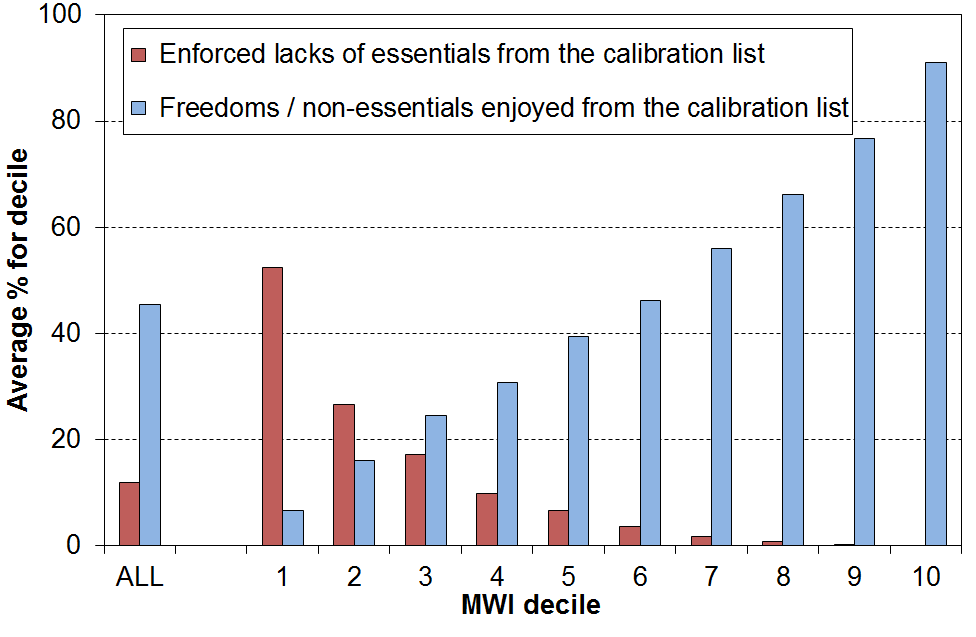 100
Enforced lacks of essentials from the calibration list
Freedoms / non-essentials enjoyed from the calibration list
80
60
40
20
0
Average % for decile
ALL 1 2 3 4 5 6 7 8 9 10
MWI decile